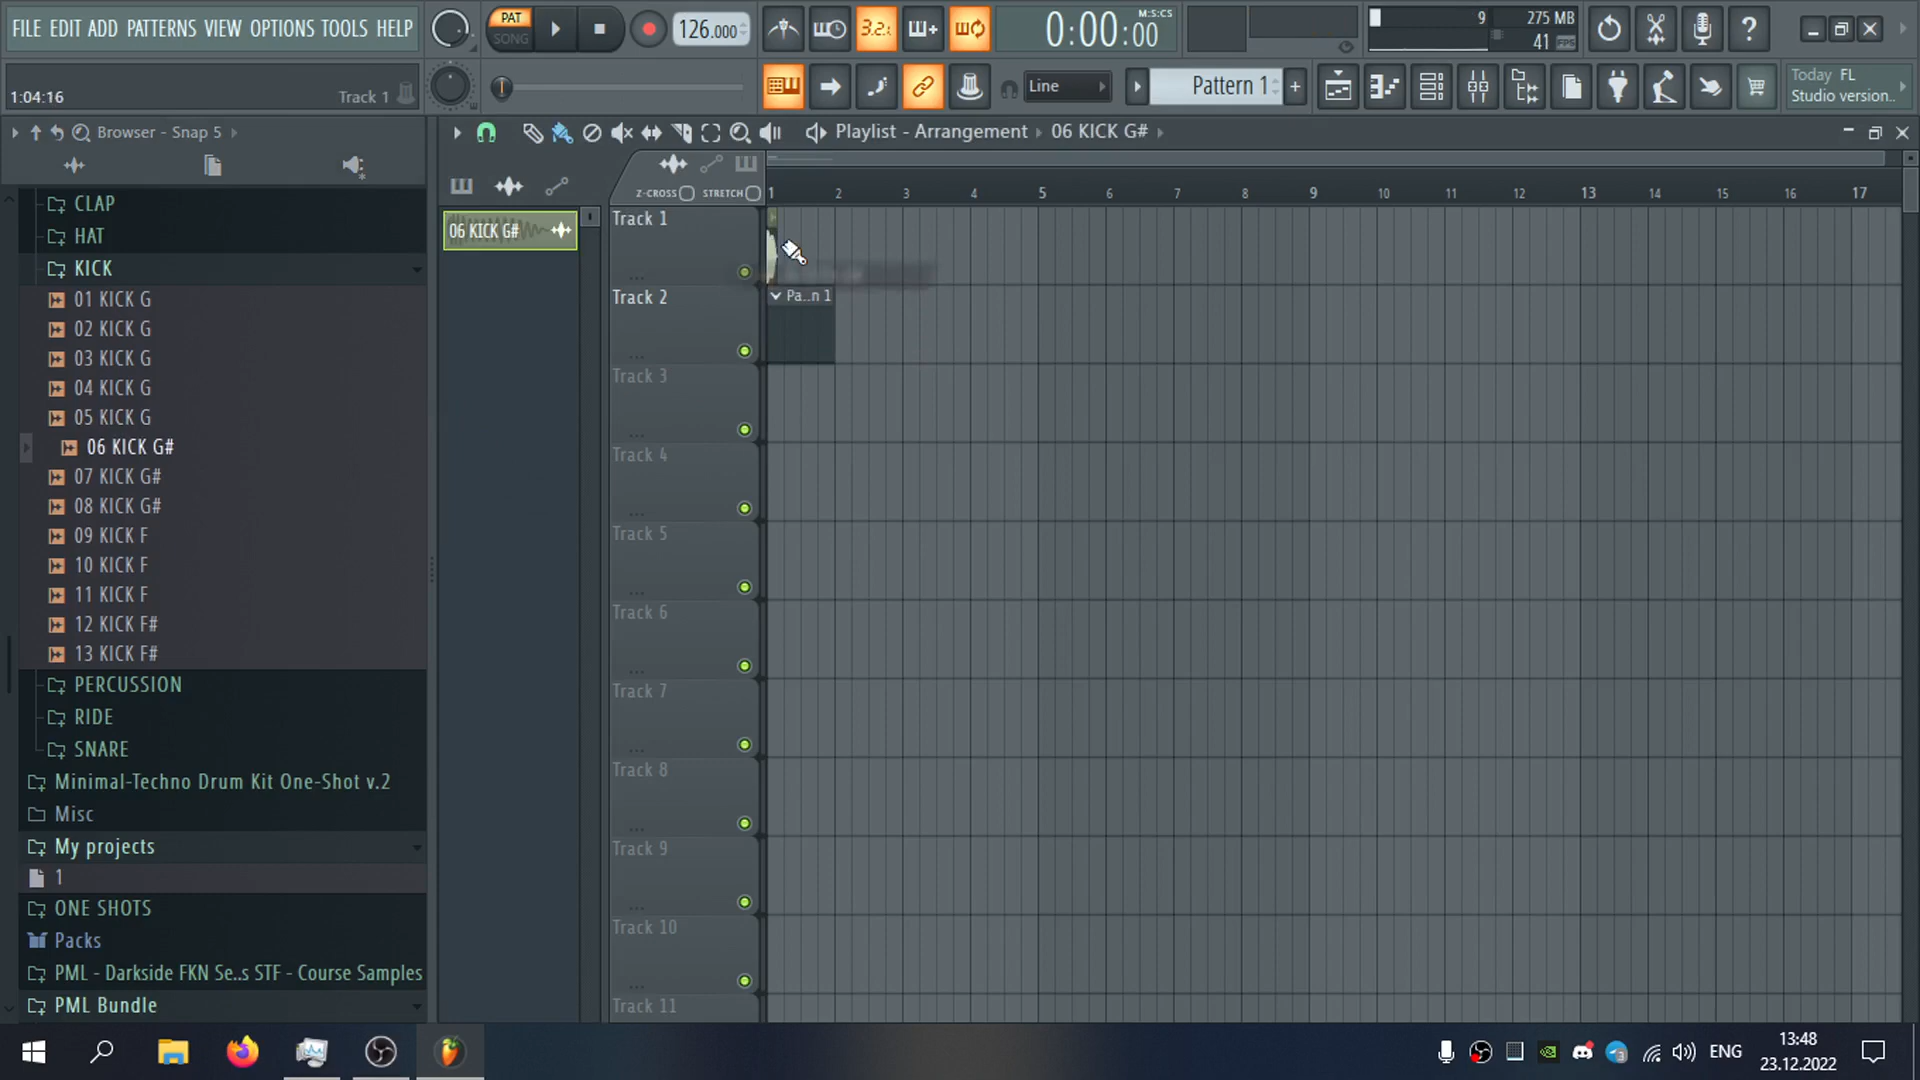 FILE EDIT ADD PATTERNS VIEW OPTIONS TOOLS HELP
PAT
SONG
126.000
3.2.
0:00:00
M:S:CS
9
275 MB
41
1:04:16
Track 1
Line
Pattern 1
+
Today FL
Studio version..
Browser - Snap 5
Playlist - Arrangement › 06 KICK G# ›
Z-CROSS
STRETCH
1 2 3 4 5 6 7 8 9 10 11 12 13 14 15 16 17
06 KICK G#
CLAP
HAT
KICK
01 KICK G
02 KICK G
03 KICK G
04 KICK G
05 KICK G
06 KICK G#
07 KICK G#
08 KICK G#
09 KICK F
10 KICK F
11 KICK F
12 KICK F#
13 KICK F#
PERCUSSION
RIDE
SNARE
Minimal-Techno Drum Kit One-Shot v.2
Misc
My projects
1
ONE SHOTS
Packs
PML - Darkside FKN Se..s STF - Course Samples
PML Bundle
Track 1
Track 2
Pa..n 1
Track 3
Track 4
Track 5
Track 6
Track 7
Track 8
Track 9
Track 10
Track 11
ENG
13:48
23.12.2022